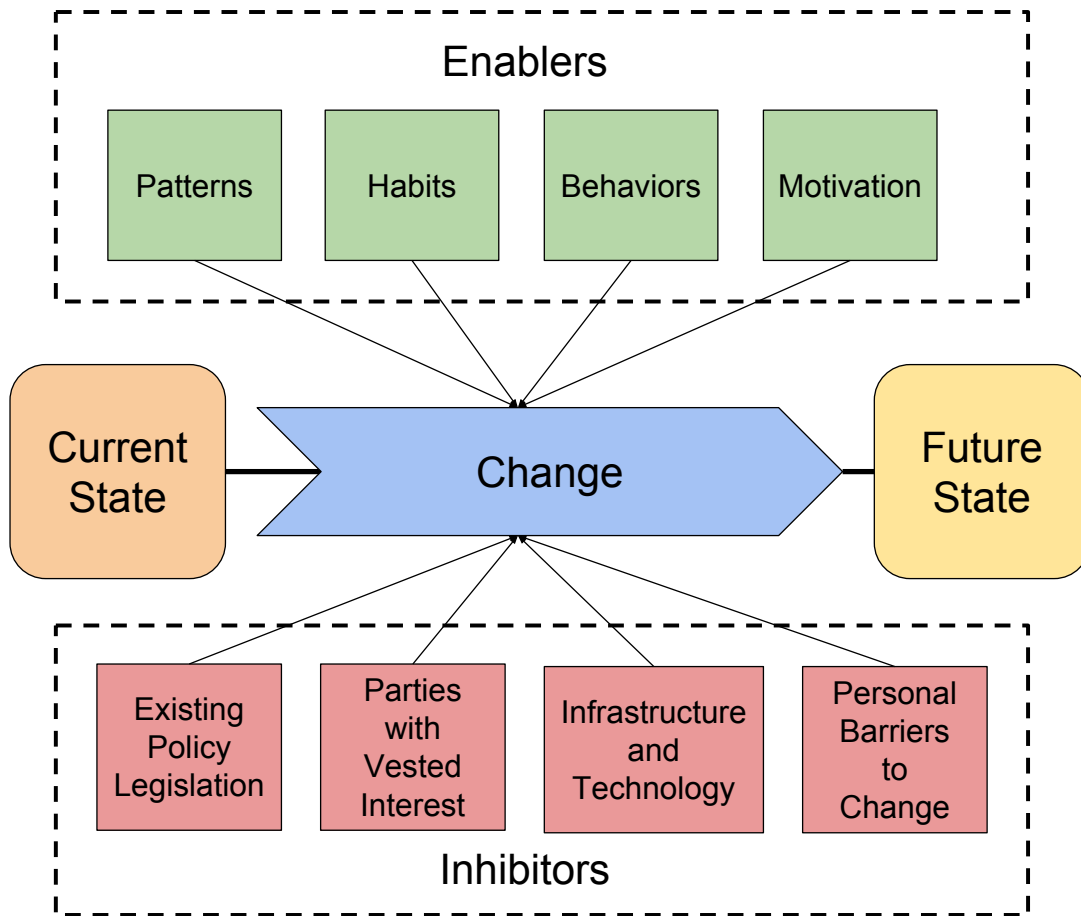 Enablers
Patterns
Habits
Behaviors
Motivation
Current
State
Change
Future
State
Existing
Policy
Legislation
Parties
with
Vested
Interest
Infrastructure
and
Technology
Personal
Barriers
to
Change
Inhibitors